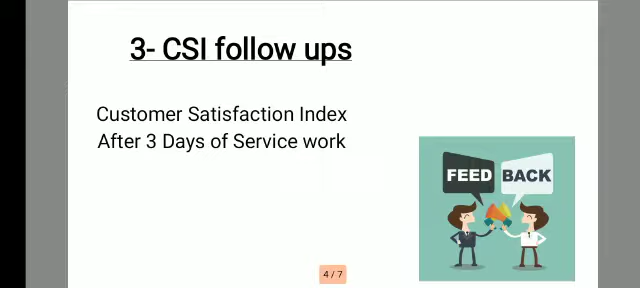 3- CSI follow ups
Customer Satisfaction Index
After 3 Days of Service work
FEED BACK
4 / 7